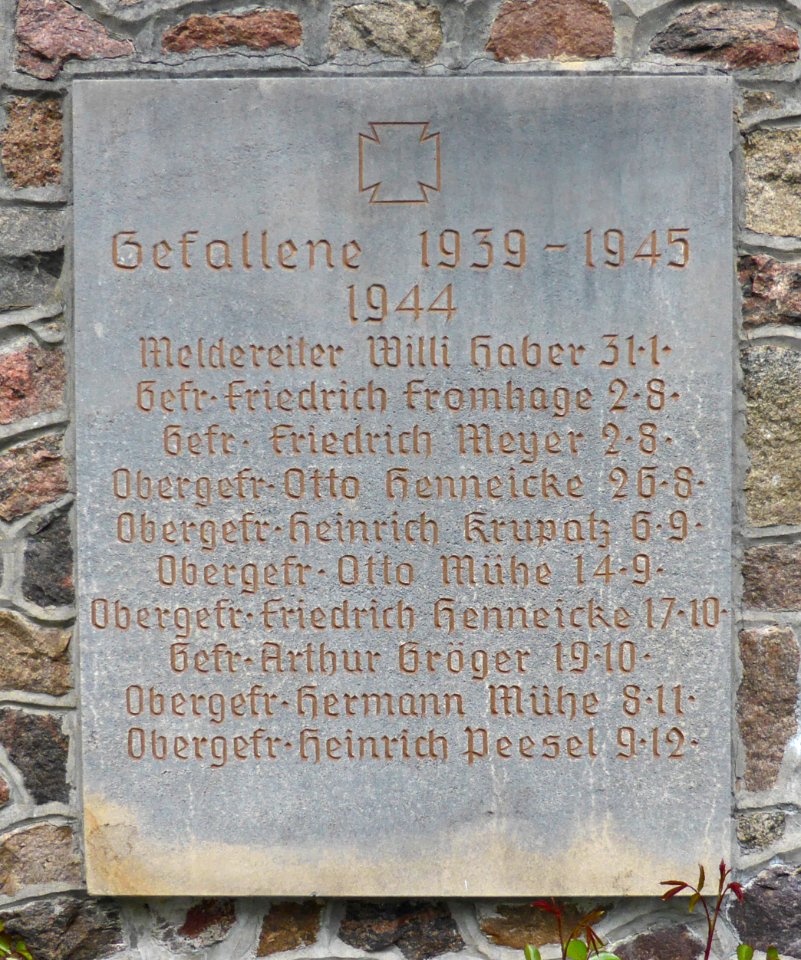 Gefallene 1939-1945
1944
Meldereiter Willi Haber 31·1·
Gefr· Friedrich Fromhage 2·8·
Gefr· Friedrich Meyer 2·8·
Obergefr· Otto Henneicke 26·8·
Obergefr· Heinrich Krupatz 6·9·
Obergefr· Otto Mühe 14·9·
Obergefr· Friedrich Henneicke 17·10·
Gefr· Arthur Gröger 19·10·
Obergefr· Hermann Mühe 8·11·
Obergefr· Heinrich Peesel 9·12·